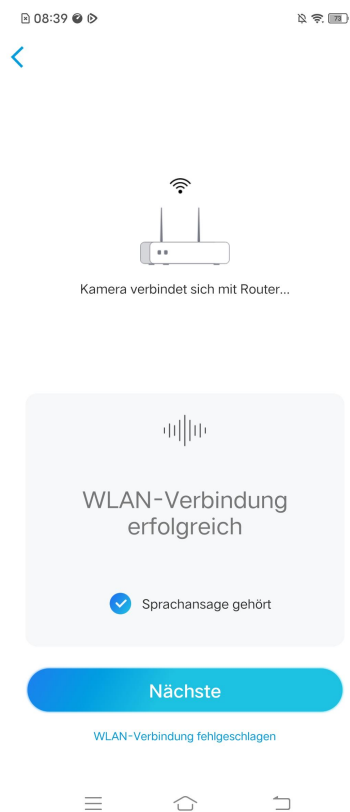 08:39
73
Kamera verbindet sich mit Router...
WLAN-Verbindung
erfolgreich
Sprachansage gehört
Nächste
WLAN-Verbindung fehlgeschlagen